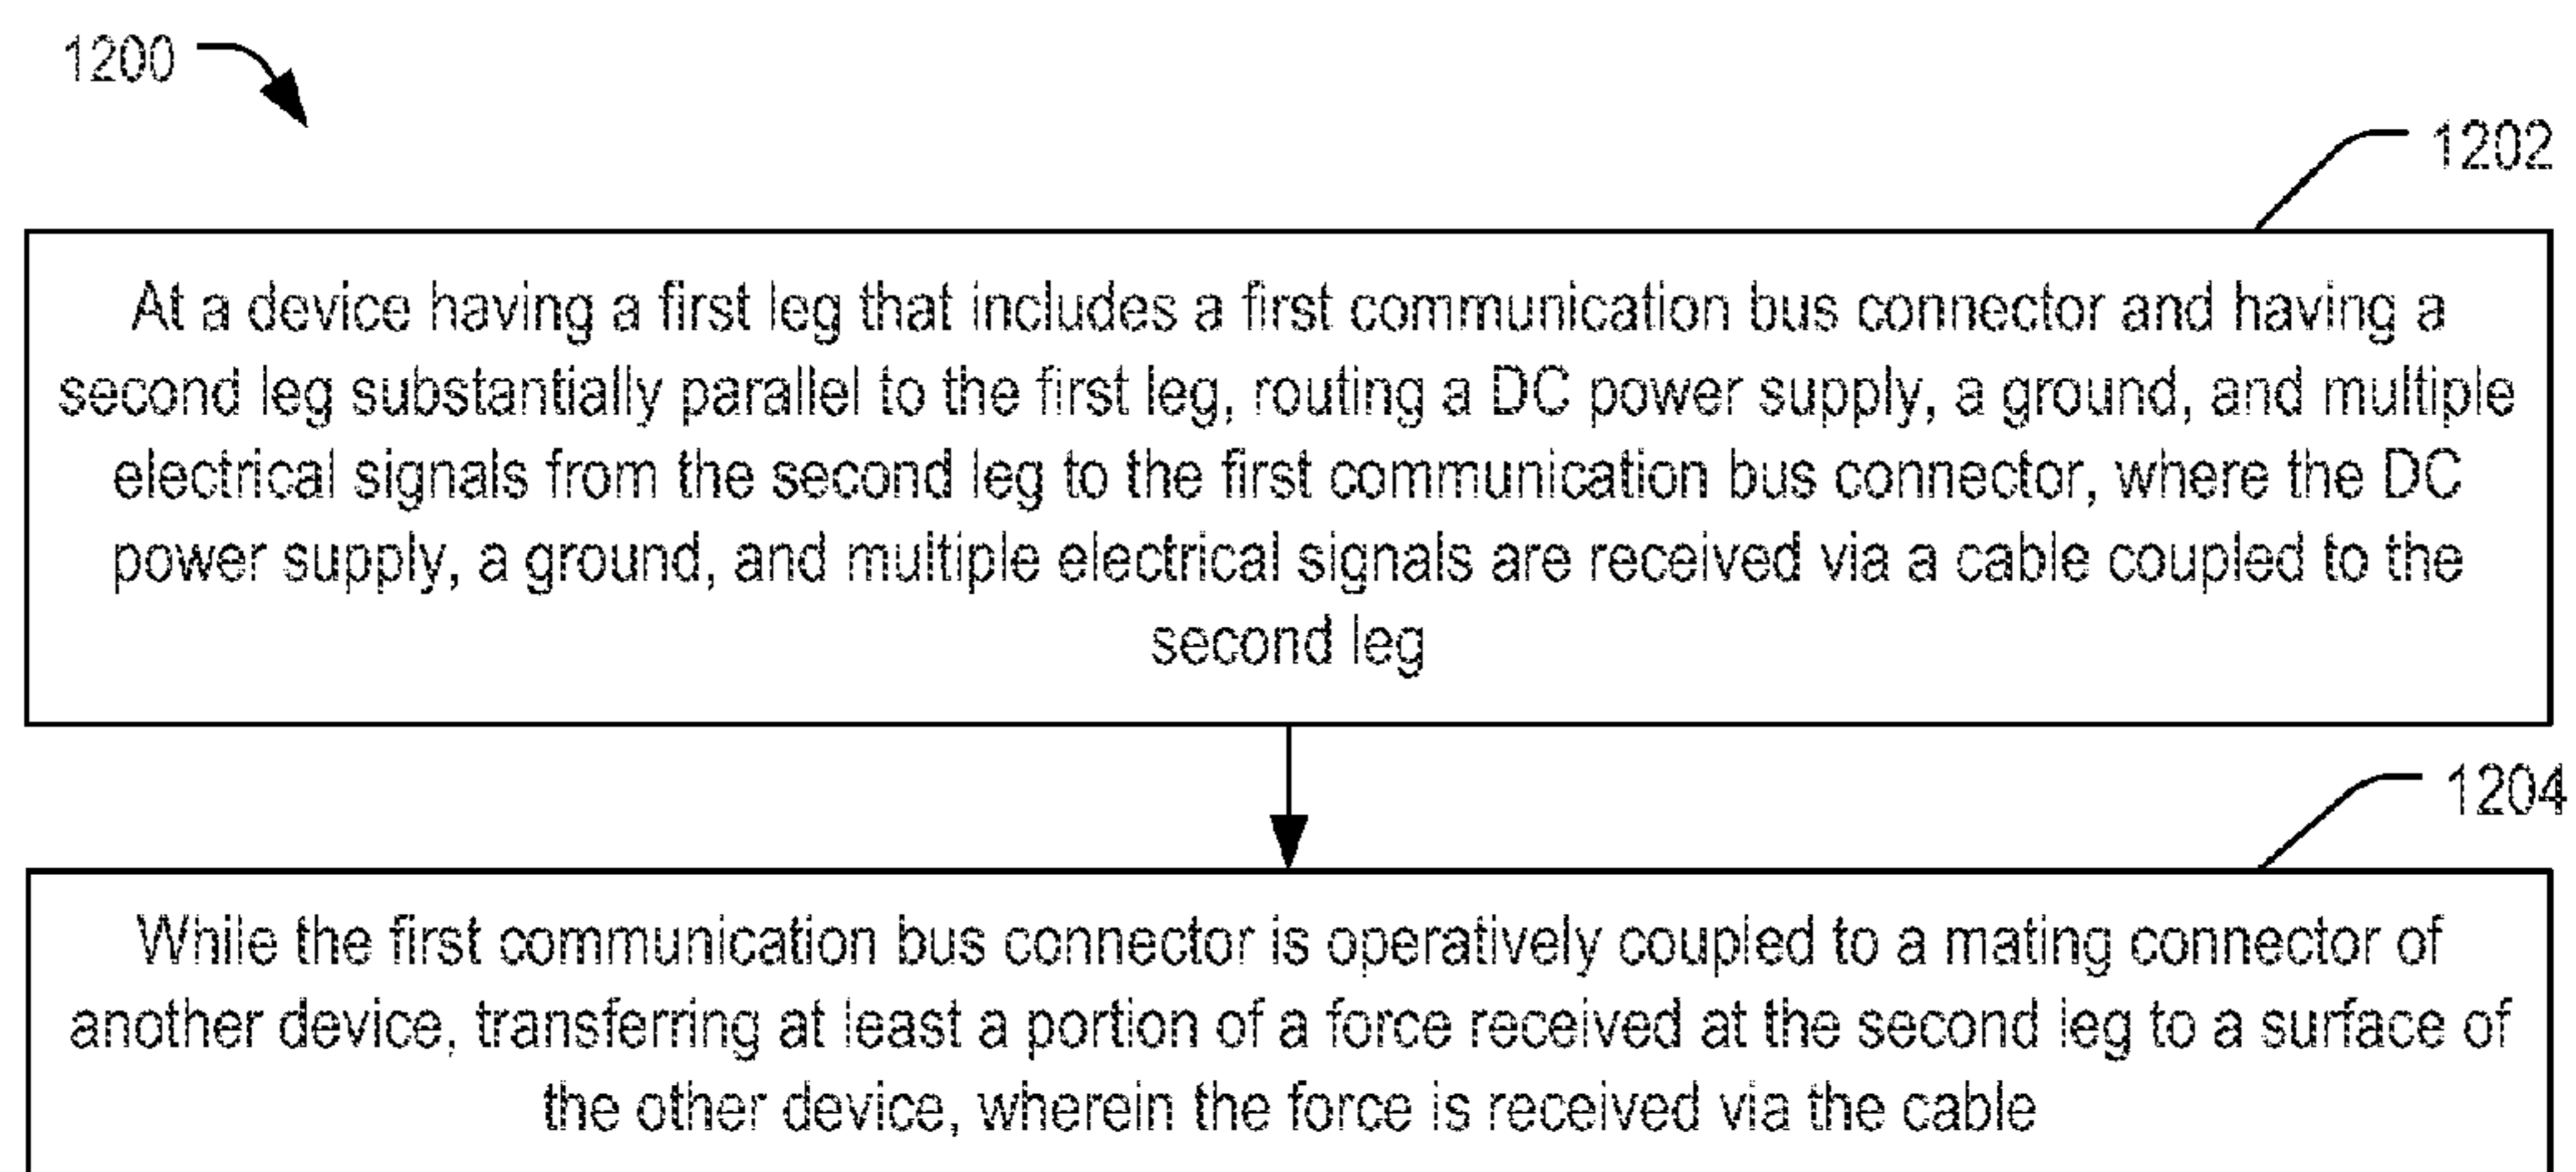 1200
1202
At a device having a first leg that includes a first communication bus connector and having a
second leg substantially parallel to the first leg, routing a DC power supply, a ground, and multiple
electrical signals from the second leg to the first communication bus connector, where the DC
power supply, a ground, and multiple electrical signals are received via a cable coupled to the
second leg
1204
While the first communication bus connector is operatively coupled to a mating connector of
another device, transferring at least a portion of a force received at the second leg to a surface of
the other device, wherein the force is received via the cable